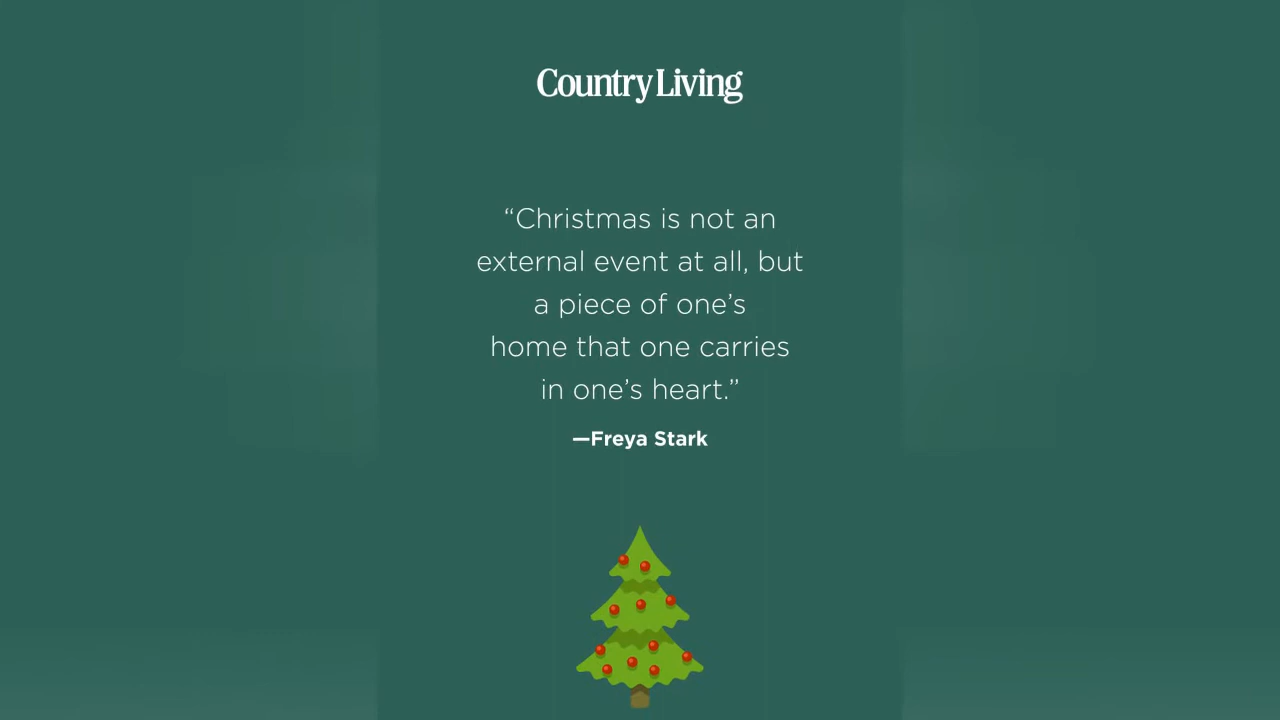 Country Living
“Christmas is not an
external event at all, but
a piece of one’s
home that one carries
in one’s heart.”
—Freya Stark